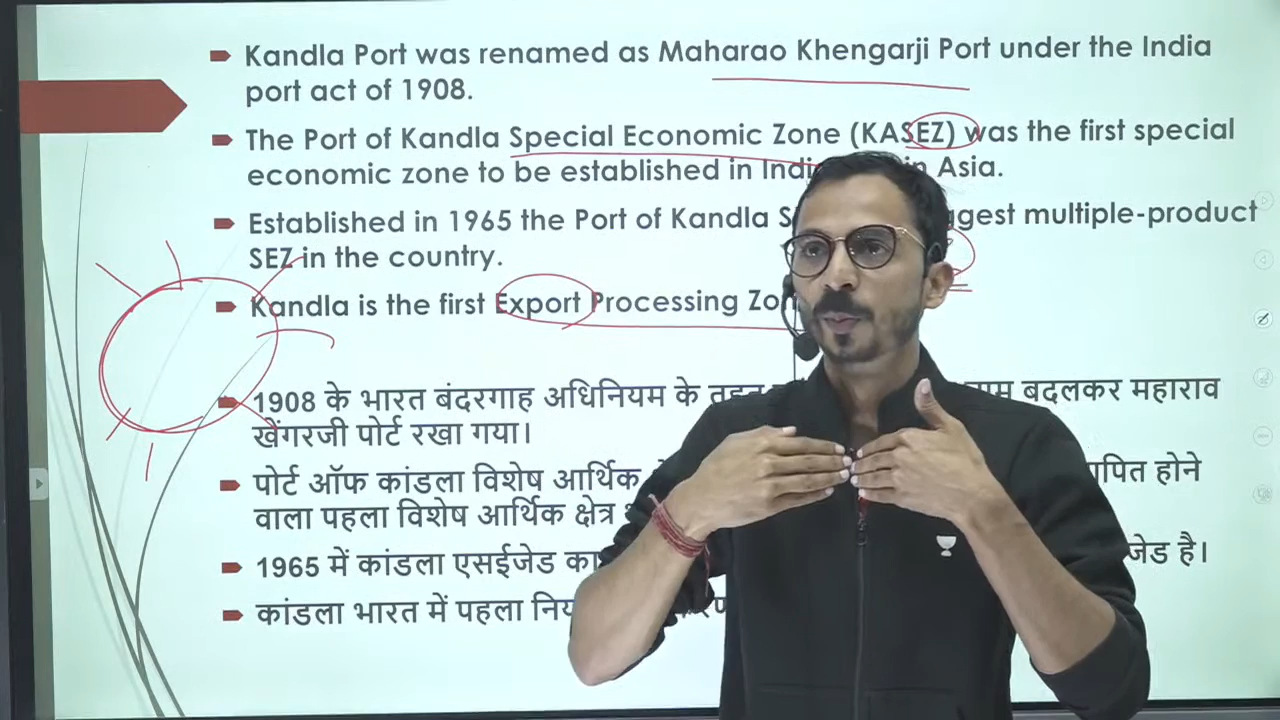 Kandla Port was renamed as Maharao Khengarji Port under the India
port act of 1908.
The Port of Kandla Special Economic Zone (KASEZ) was the first special
economic zone to be established in in Asia.
Established in 1965 the Port of Kandla multiple-product
SEZ in the country.
Kandla is the first Export Processing
1908 के भारत बंदरगाह अधिनियम के बदलकर महाराव
खेंगरजी पोर्ट रखा गया।
पोर्ट ऑफ कांडला विशेष आर्थिक होने
वाला पहला विशेष आर्थिक क्षेत्र
1965 में कांडला एसईजेड है।
कांडला भारत में पहला